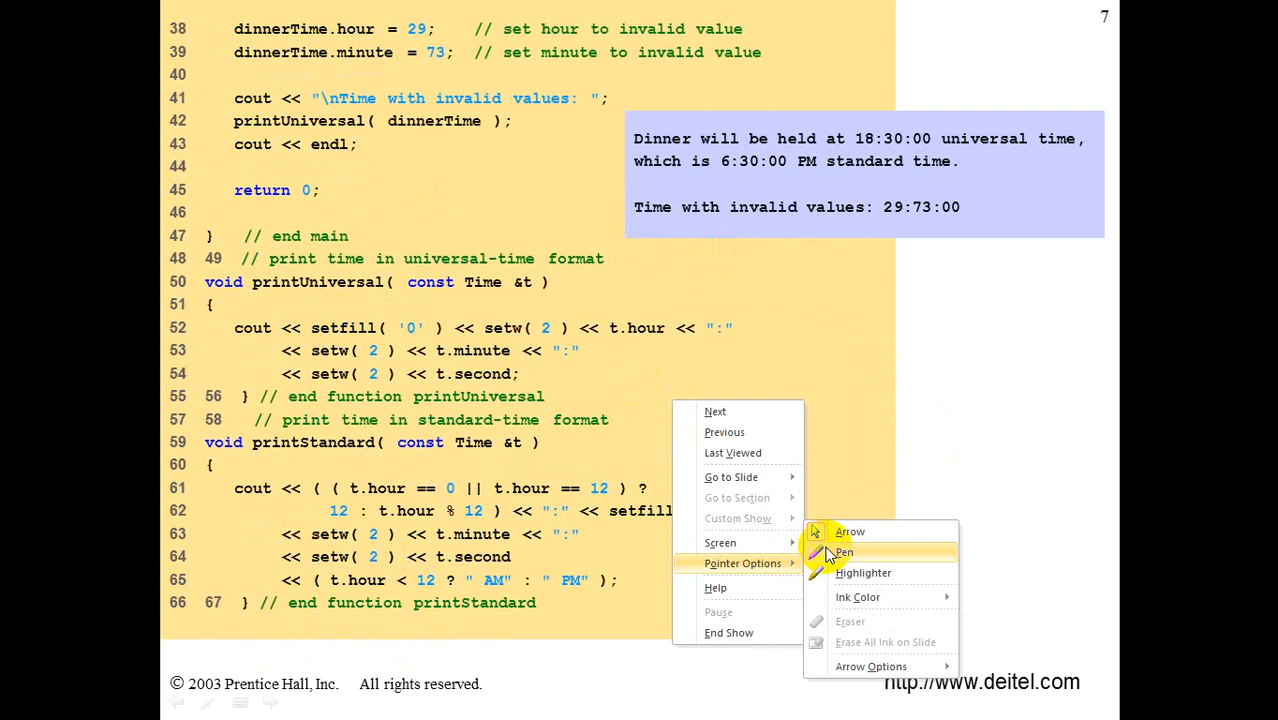 7
38 dinnerTime.hour = 29; // set hour to invalid value
39 dinnerTime.minute = 73; // set minute to invalid value
40
41 cout << "\nTime with invalid values: ";
42 printUniversal( dinnerTime );
43 cout << endl;
44
45 return 0;
46
47 } // end main
48 49 // print time in universal-time format
50 void printUniversal( const Time &t )
51 {
52 cout << setfill( '0' ) << setw( 2 ) << t.hour << ":"
53 << setw( 2 ) << t.minute << ":"
54 << setw( 2 ) << t.second;
55 56 } // end function printUniversal
57 58 // print time in standard-time format
59 void printStandard( const Time &t )
60 {
61 cout << ( ( t.hour == 0 || t.hour == 12 ) ?
62 12 : t.hour % 12 ) << ":" << setfill
63 << setw( 2 ) << t.minute << ":"
64 << setw( 2 ) << t.second
65 << ( t.hour < 12 ? " AM" : " PM" );
66 67 } // end function printStandard
Dinner will be held at 18:30:00 universal time,
which is 6:30:00 PM standard time.
Time with invalid values: 29:73:00
Next
Previous
Last Viewed
Go to Slide
Go to Section
Custom Show
Screen
Pointer Options
Help
Pause
End Show
Arrow
Pen
Highlighter
Ink Color
Eraser
Erase All Ink on Slide
Arrow Options
© 2003 Prentice Hall, Inc. All rights reserved.
http://www.deitel.com